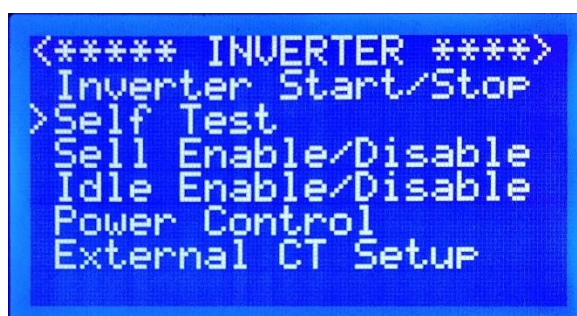 <***** INVERTER ****>
Inverter Start/Stop
>Self Test
Sell Enable/Disable
Idle Enable/Disable
Power Control
External CT Setup